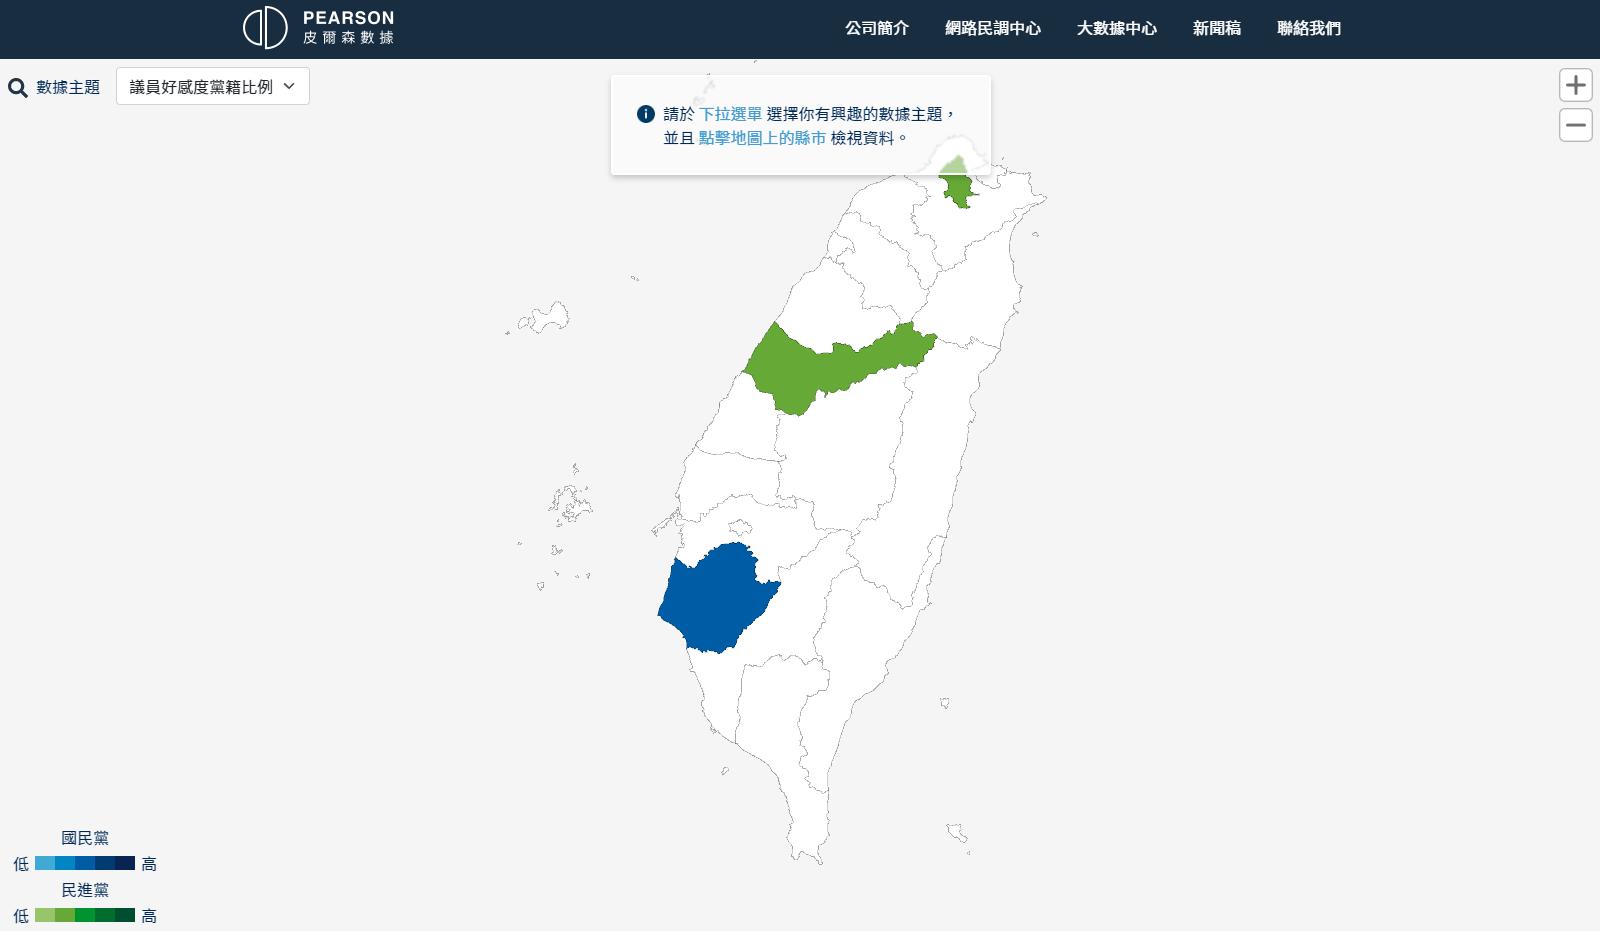 PEARSON
皮爾森數據
公司簡介
網路民調中心
大數據中心
新聞稿
聯絡我們
數據主題
議員好感度黨籍比例
請於 下拉選單 選擇你有興趣的數據主題，
並且 點擊地圖上的縣市 檢視資料。
國民黨
低 高
民進黨
低 高